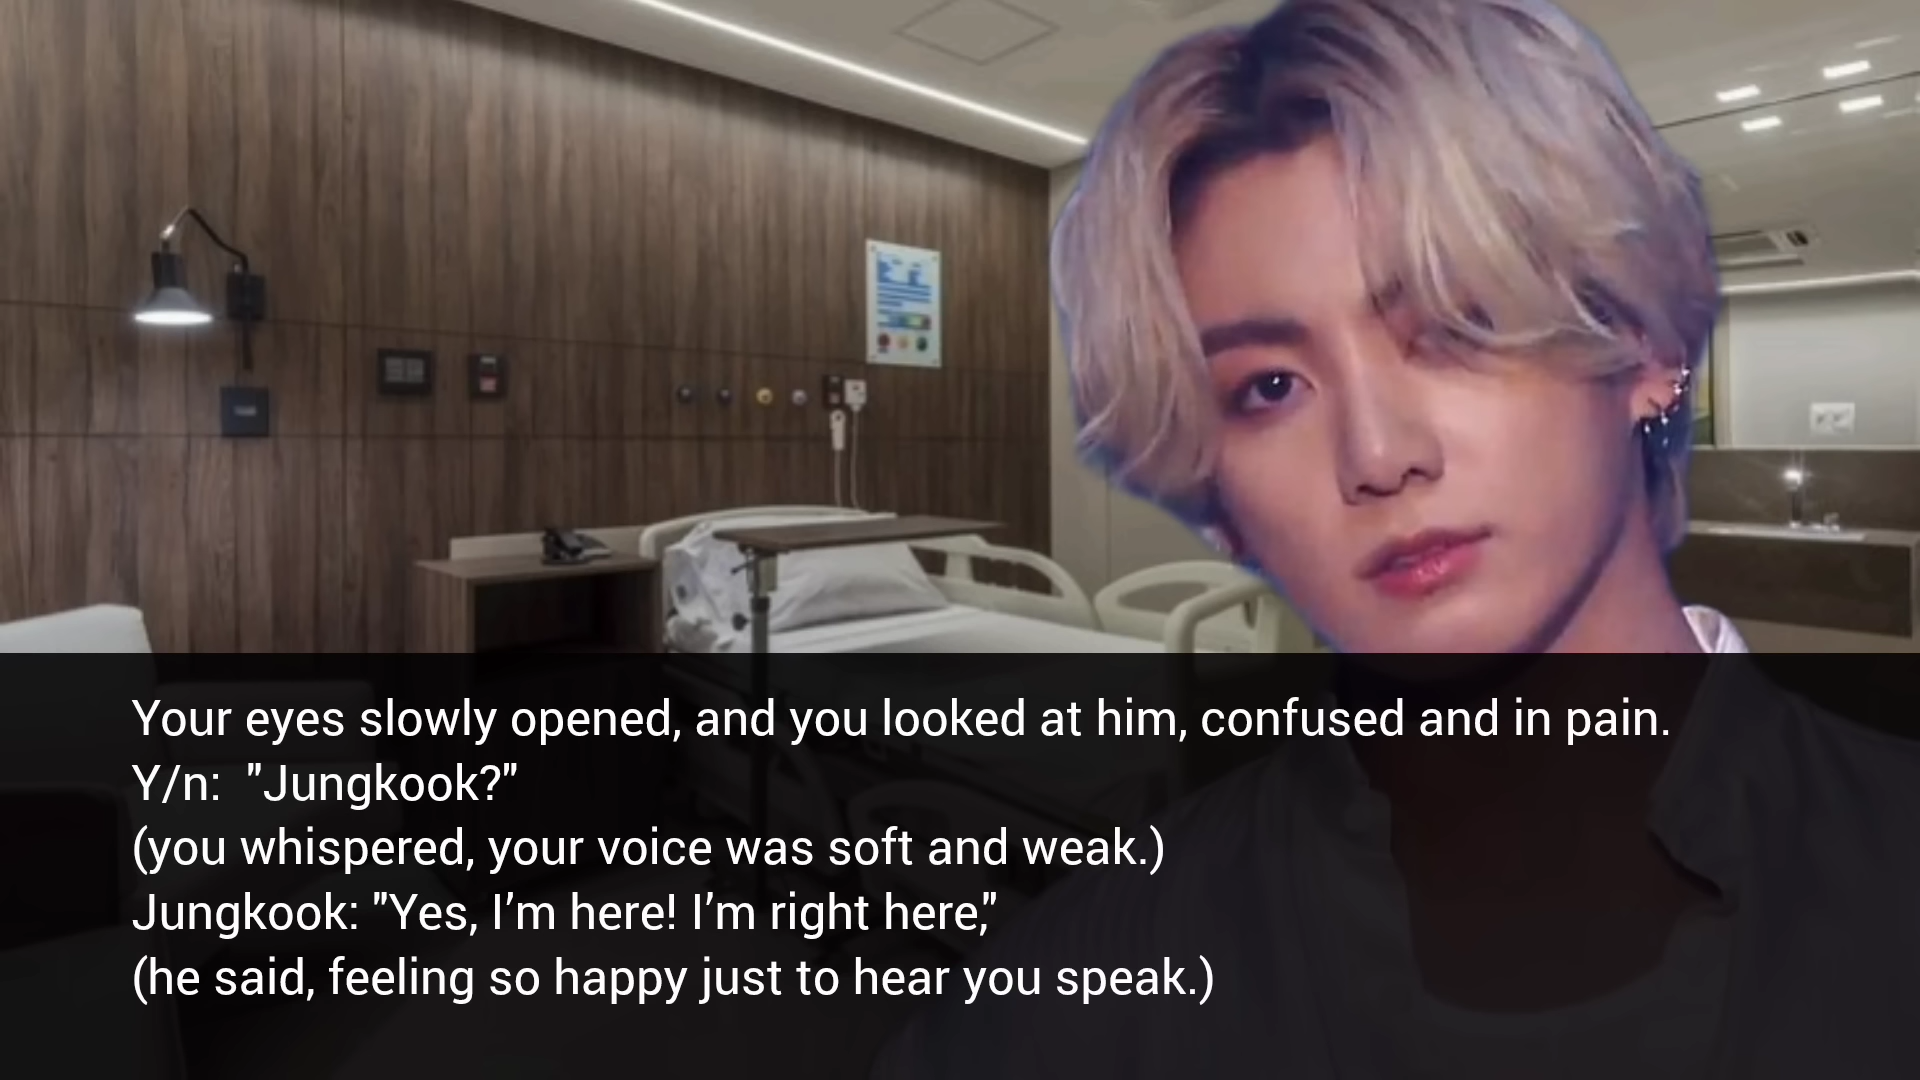 Your eyes slowly opened, and you looked at him, confused and in pain.
Y/n:  "Jungkook?"
(you whispered, your voice was soft and weak.)
Jungkook: "Yes, I’m here! I’m right here,"
(he said, feeling so happy just to hear you speak.)